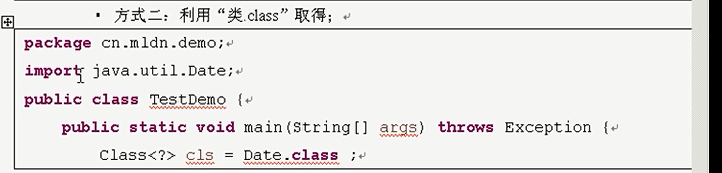 ▪ 方式二：利用“类.class”取得；
package cn.mldn.demo;
import java.util.Date;
public class TestDemo {
public static void main(String[] args) throws Exception {
Class<?> cls = Date.class ;